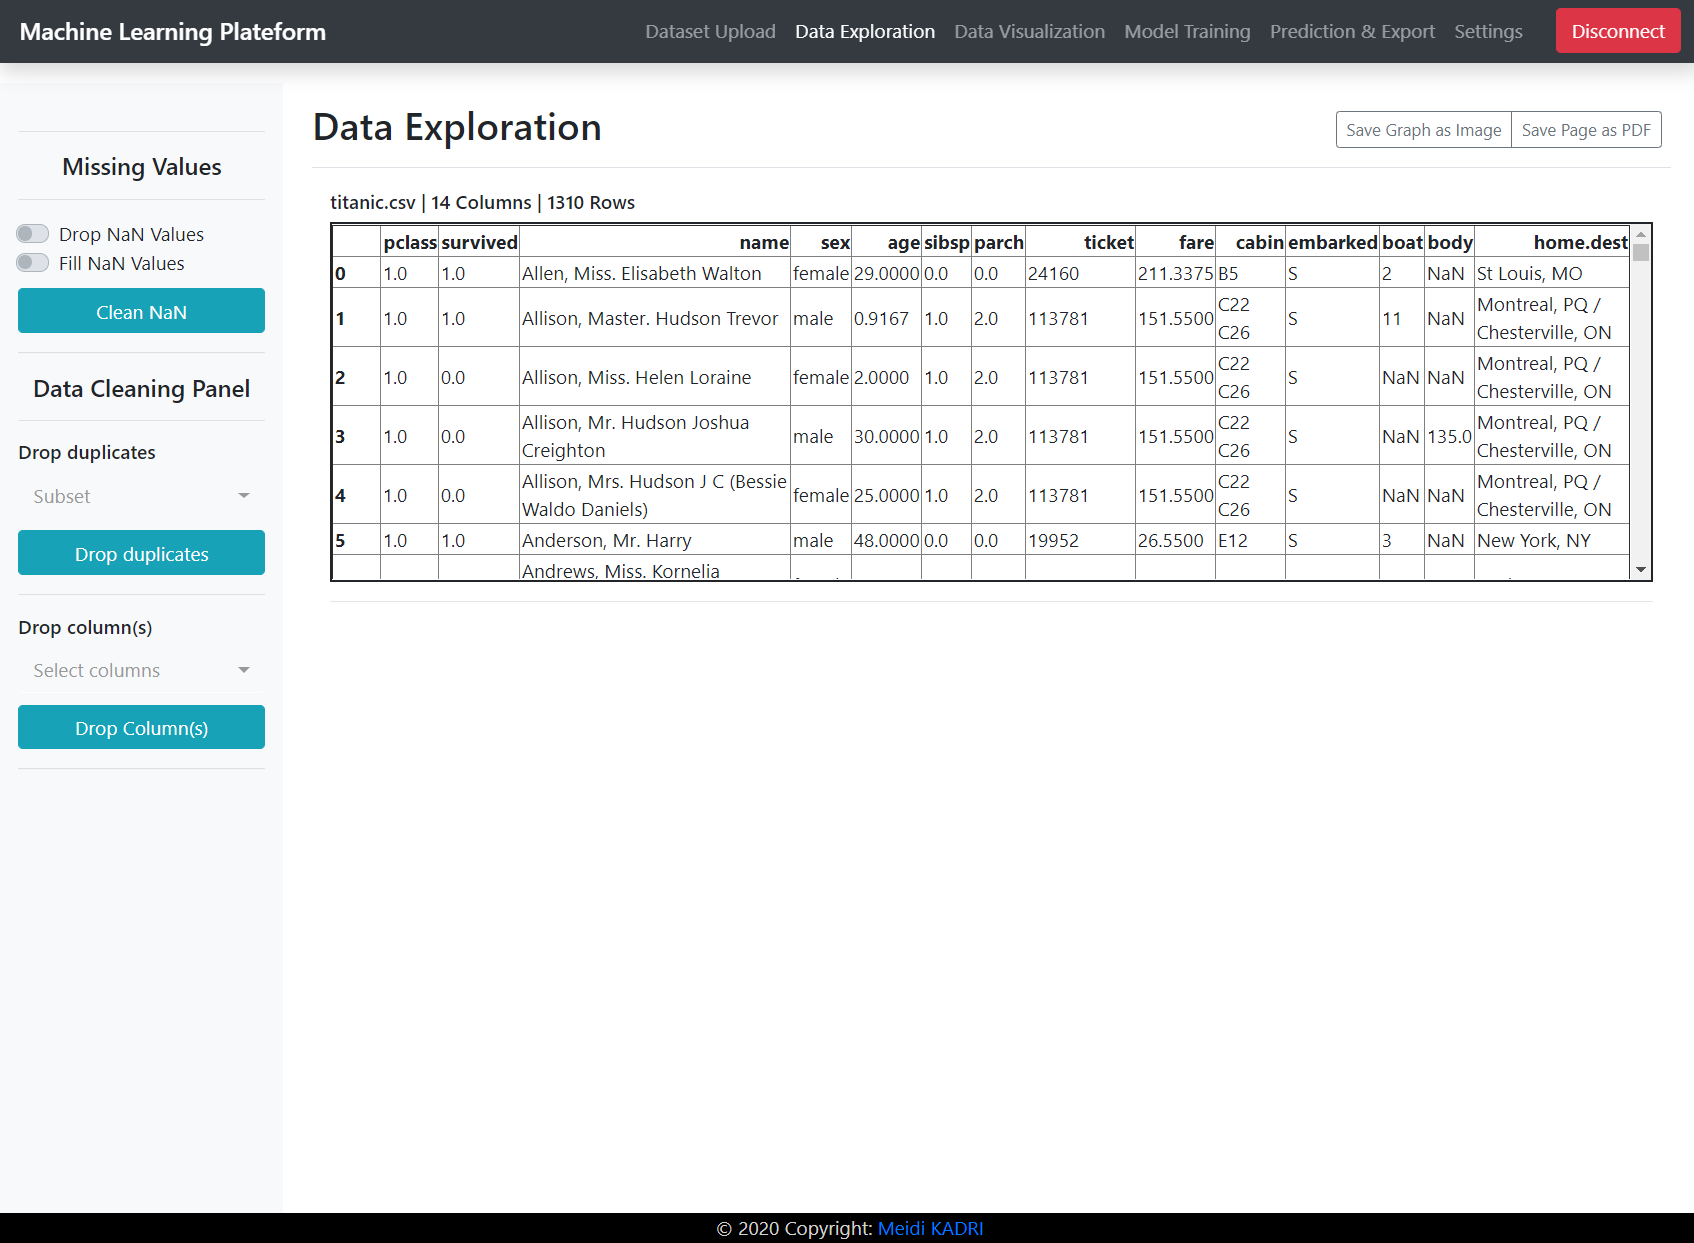 Machine Learning Plateform
Dataset Upload Data Exploration Data Visualization Model Training Prediction & Export Settings Disconnect
Missing Values
Drop NaN Values
Fill NaN Values
Clean NaN
Data Cleaning Panel
Drop duplicates
Subset
Drop duplicates
Drop column(s)
Select columns
Drop Column(s)
Data Exploration
Save Graph as Image Save Page as PDF
titanic.csv | 14 Columns | 1310 Rows
pclass survived name sex age sibsp parch ticket fare cabin embarked boat body home.dest
0 1.0 1.0 Allen, Miss. Elisabeth Walton female 29.0000 0.0 0.0 24160 211.3375 B5 S 2 NaN St Louis, MO
1 1.0 1.0 Allison, Master. Hudson Trevor male 0.9167 1.0 2.0 113781 151.5500 C22 C26 S 11 NaN Montreal, PQ / Chesterville, ON
2 1.0 0.0 Allison, Miss. Helen Loraine female 2.0000 1.0 2.0 113781 151.5500 C22 C26 S NaN NaN Montreal, PQ / Chesterville, ON
3 1.0 0.0 Allison, Mr. Hudson Joshua Creighton male 30.0000 1.0 2.0 113781 151.5500 C22 C26 S NaN 135.0 Montreal, PQ / Chesterville, ON
4 1.0 0.0 Allison, Mrs. Hudson J C (Bessie Waldo Daniels) female 25.0000 1.0 2.0 113781 151.5500 C22 C26 S NaN NaN Montreal, PQ / Chesterville, ON
5 1.0 1.0 Anderson, Mr. Harry male 48.0000 0.0 0.0 19952 26.5500 E12 S 3 NaN New York, NY
Andrews, Miss. Kornelia
© 2020 Copyright: Meidi KADRI